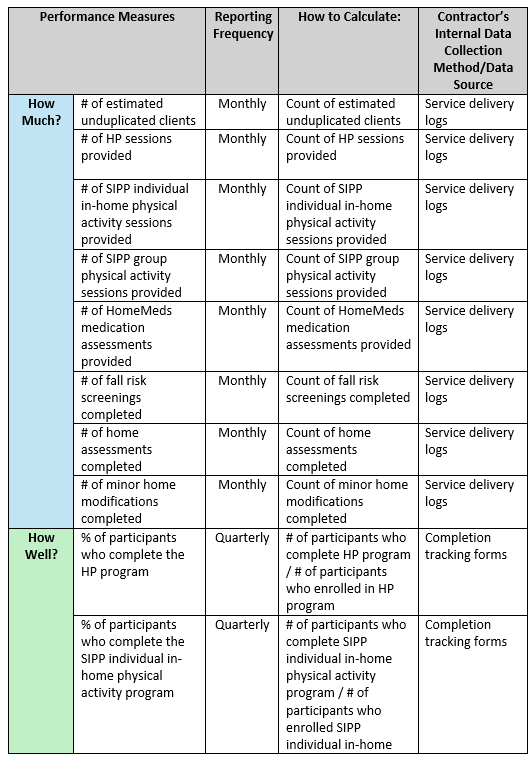 Performance Measures
Reporting
Frequency
How to Calculate:
Contractor's
Internal Data
Collection
Method/Data
Source
How
Much?
# of estimated
unduplicated clients
Monthly
Count of estimated
unduplicated clients
Service delivery
logs
# of HP sessions
provided
Monthly
Count of HP sessions
provided
Service delivery
logs
# of SIPP individual
in-home physical
activity sessions
provided
Monthly
Count of SIPP
individual in-home
physical activity
sessions provided
Service delivery
logs
# of SIPP group
physical activity
sessions provided
Monthly
Count of SIPP group
physical activity
sessions provided
Service delivery
logs
# of HomeMeds
medication
assessments
provided
Monthly
Count of HomeMeds
medication
assessments provided
Service delivery
logs
# of fall risk
screenings
completed
Monthly
Count of fall risk
screenings completed
Service delivery
logs
# of home
assessments
completed
Monthly
Count of home
assessments
completed
Service delivery
logs
# of minor home
modifications
completed
Monthly
Count of minor home
modifications
completed
Service delivery
logs
How
Well?
% of participants
who complete the
HP program
Quarterly
# of participants who
complete HP program
/ # of participants
who enrolled in HP
program
Completion
tracking forms
% of participants
who complete the
SIPP individual in-
home physical
activity program
Quarterly
# of participants who
complete SIPP
individual in-home
physical activity
program / # of
participants who
enrolled SIPP
individual in-home
Completion
tracking forms